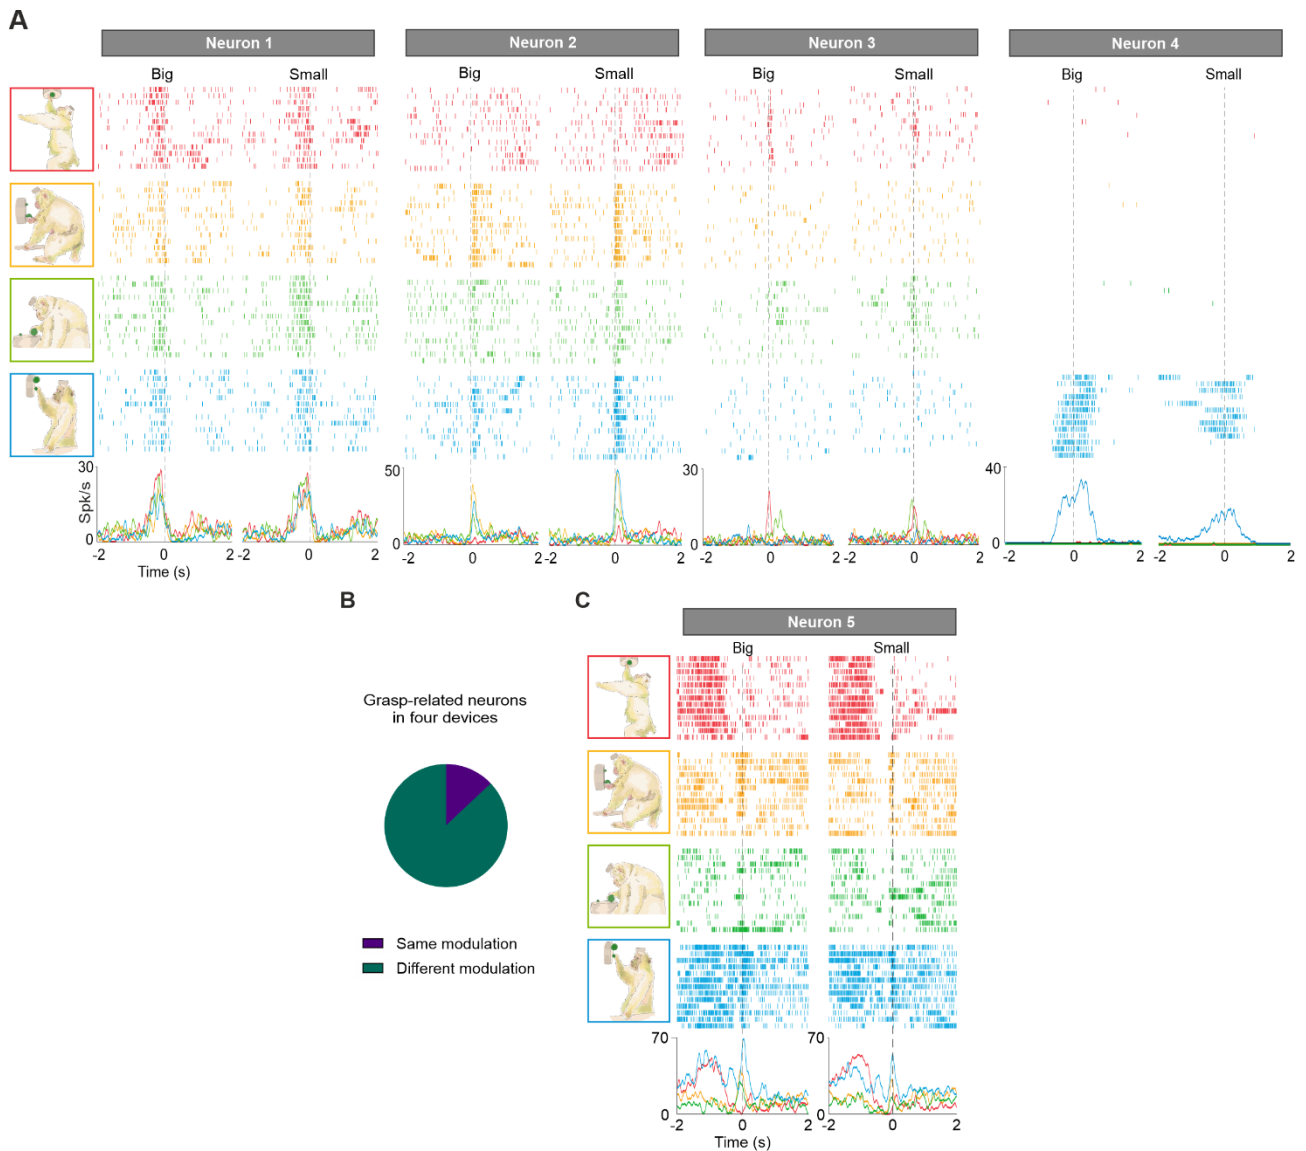 A
Neuron 1
Neuron 2
Neuron 3
Neuron 4
Big Small
Big Small
Big Small
Big Small
30
Spk/s
0
-2 0 2
-2 0 2
Time (s)
50
0
-2 0 2
-2 0 2
30
0
-2 0 2
-2 0 2
40
0
-2 0 2
-2 0 2
B
Grasp-related neurons
in four devices
Same modulation
Different modulation
C
Neuron 5
Big Small
70
0
-2 0 2
70
0
-2 0 2
Time (s)